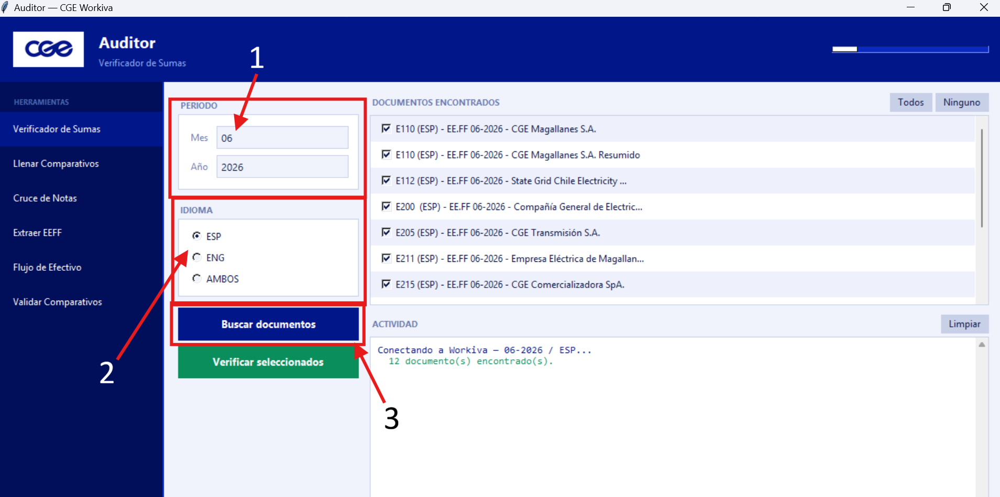 Auditor — CGE Workiva
cge
Auditor
Verificador de Sumas
1
HERRAMIENTAS
Verificador de Sumas
Llenar Comparativos
Cruce de Notas
Extraer EEFF
Flujo de Efectivo
Validar Comparativos
2
PERIODO
Mes 06
Año 2026
IDIOMA
ESP
ENG
AMBOS
Buscar documentos
Verificar seleccionados
3
DOCUMENTOS ENCONTRADOS
Todos Ninguno
E110 (ESP) - EE.FF 06-2026 - CGE Magallanes S.A.
E110 (ESP) - EE.FF 06-2026 - CGE Magallanes S.A. Resumido
E112 (ESP) - EE.FF 06-2026 - State Grid Chile Electricity ...
E200  (ESP) - EE.FF 06-2026 - Compañía General de Electric...
E205 (ESP) - EE.FF 06-2026 - CGE Transmisión S.A.
E211 (ESP) - EE.FF 06-2026 - Empresa Eléctrica de Magallan...
E215 (ESP) - EE.FF 06-2026 - CGE Comercializadora SpA.
ACTIVIDAD
Limpiar
Conectando a Workiva — 06-2026 / ESP...
12 documento(s) encontrado(s).